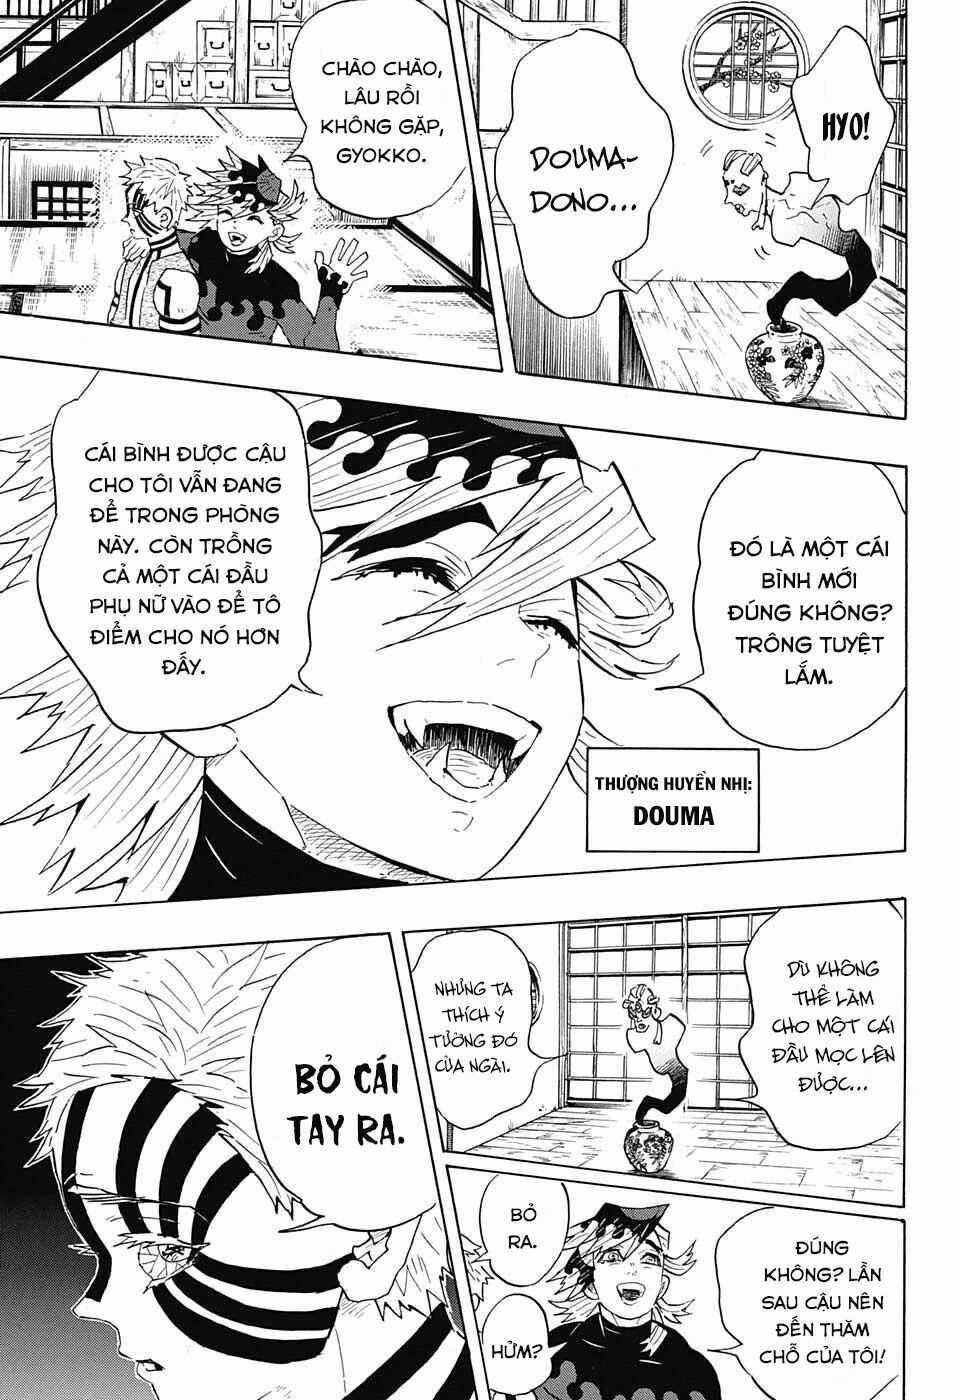 HYO!
DOUMA-
DONO...
CHÀO CHÀO,
LÂU RỒI
KHÔNG GẶP,
GYOKKO.
ĐÓ LÀ MỘT CÁI
BÌNH MỚI
ĐÚNG KHÔNG?
TRÔNG TUYỆT
LẮM.
CÁI BÌNH ĐƯỢC CẬU
CHO TÔI VẪN ĐANG
ĐỂ TRONG PHÒNG
NÀY. CÒN TRỒNG
CẢ MỘT CÁI ĐẦU
PHỤ NỮ VÀO ĐỂ TÔ
ĐIỂM CHO NÓ HƠN
ĐẤY.
THƯỢNG HUYỀN NHỊ:
DOUMA
DÙ KHÔNG
THỂ LÀM
CHO MỘT CÁI
ĐẦU MỌC LÊN
ĐƯỢC...
NHƯNG TA
THÍCH Ý
TƯỞNG ĐÓ
CỦA NGÀI.
ĐÚNG
KHÔNG? LẦN
SAU CẬU NÊN
ĐẾN THĂM
CHỖ CỦA TÔI!
BỎ
RA.
HỬM?
BỎ CÁI
TAY RA.